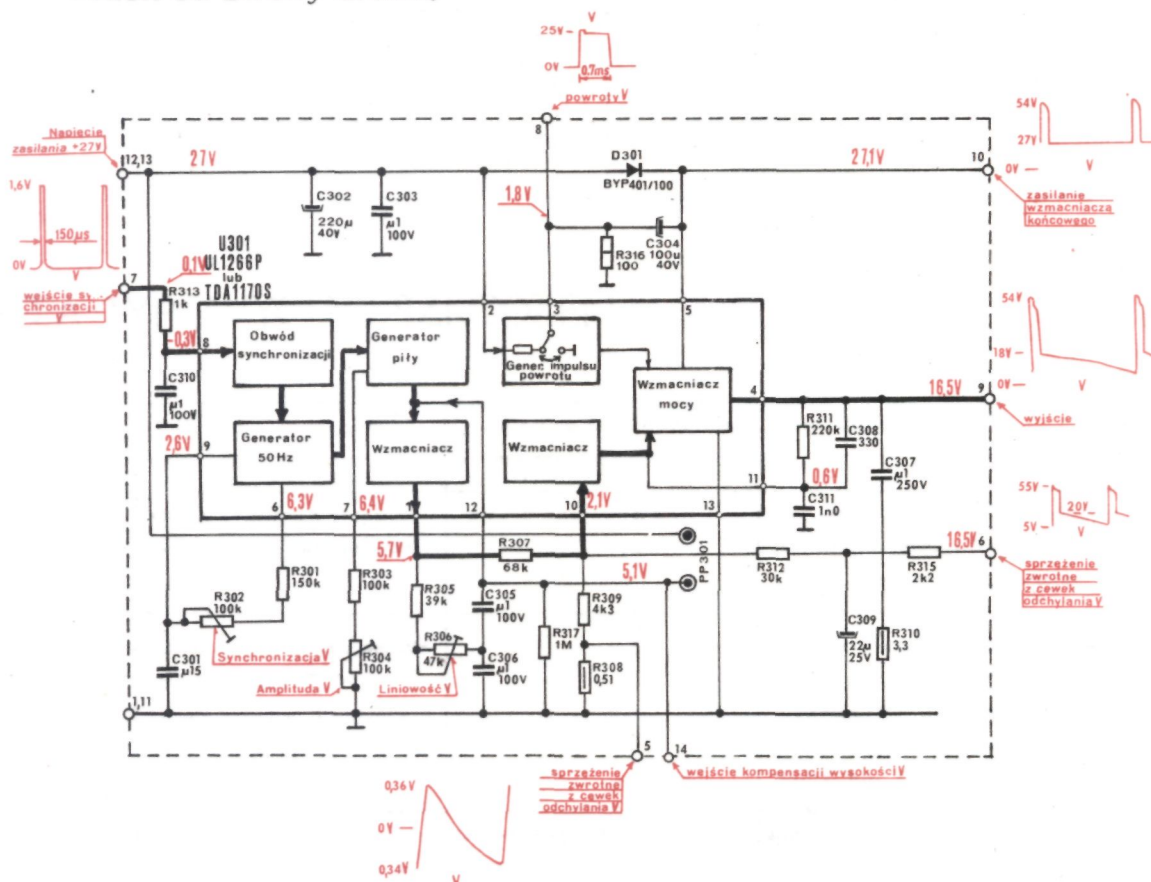 V
25V
0V
0,7ms
powroty V
8
54V
27V
0V
V
Napięcie
zasilania +27V
12,13
27V
D301
BYP401/100
27,1V
10
zasilanie
wzmacniacza
końcowego
1,6V
150µs
0V
V
C302
220µ
40V
C303
µ1
100V
1,8V
R316
100
C304
100u
40V
U301
UL1266P
lub
TDA1170S
7
wejście sy
chronizacji
V
0,1V
R313
1k
-0,3V
8
C310
µ1
100V
2
3
5
Obwód
synchronizacji
Generator
piły
Gener. impulsu
powrotu
Wzmacniacz
mocy
54V
18V
0V
V
4
16,5V
9
wyjście
Generator
50Hz
Wzmacniacz
Wzmacniacz
R311
220k
C308
330
C307
µ1
250V
2,6V
9
11
0,6V
C311
1n0
6
6,3V
7
6,4V
1
12
10
2,1V
13
55V
20V
5V
V
5,7V
R307
68k
5,1V
PP301
R312
30k
R315
2k2
16,5V
6
sprzężenie
zwrotne
z cewek
odchylania V
R301
150k
R303
100k
R305
39k
C305
µ1
100V
R309
4k3
R302
100k
Synchronizacja V
C301
µ15
R304
100k
Amplituda V
R306
47k
Liniowość V
C306
µ1
100V
R317
1M
R308
0,51
C309
22µ
25V
R310
3,3
1,11
5
14
sprzężenie
zwrotne
z cewek
odchylania V
wejście kompensacji wysokości V
0,36V
0V
0,34V
V